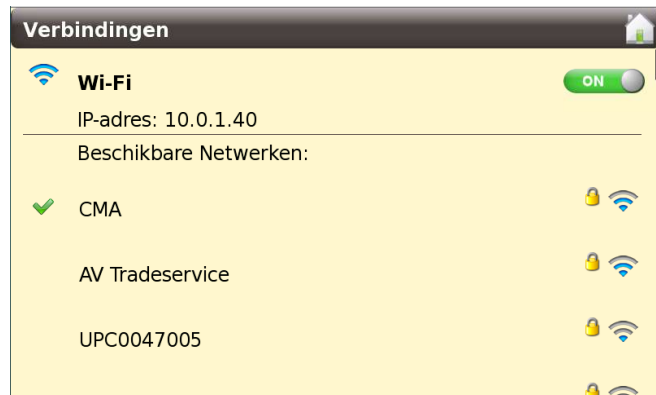 Verbindingen
Wi-Fi
ON
IP-adres: 10.0.1.40
Beschikbare Netwerken:
CMA
AV Tradeservice
UPC0047005